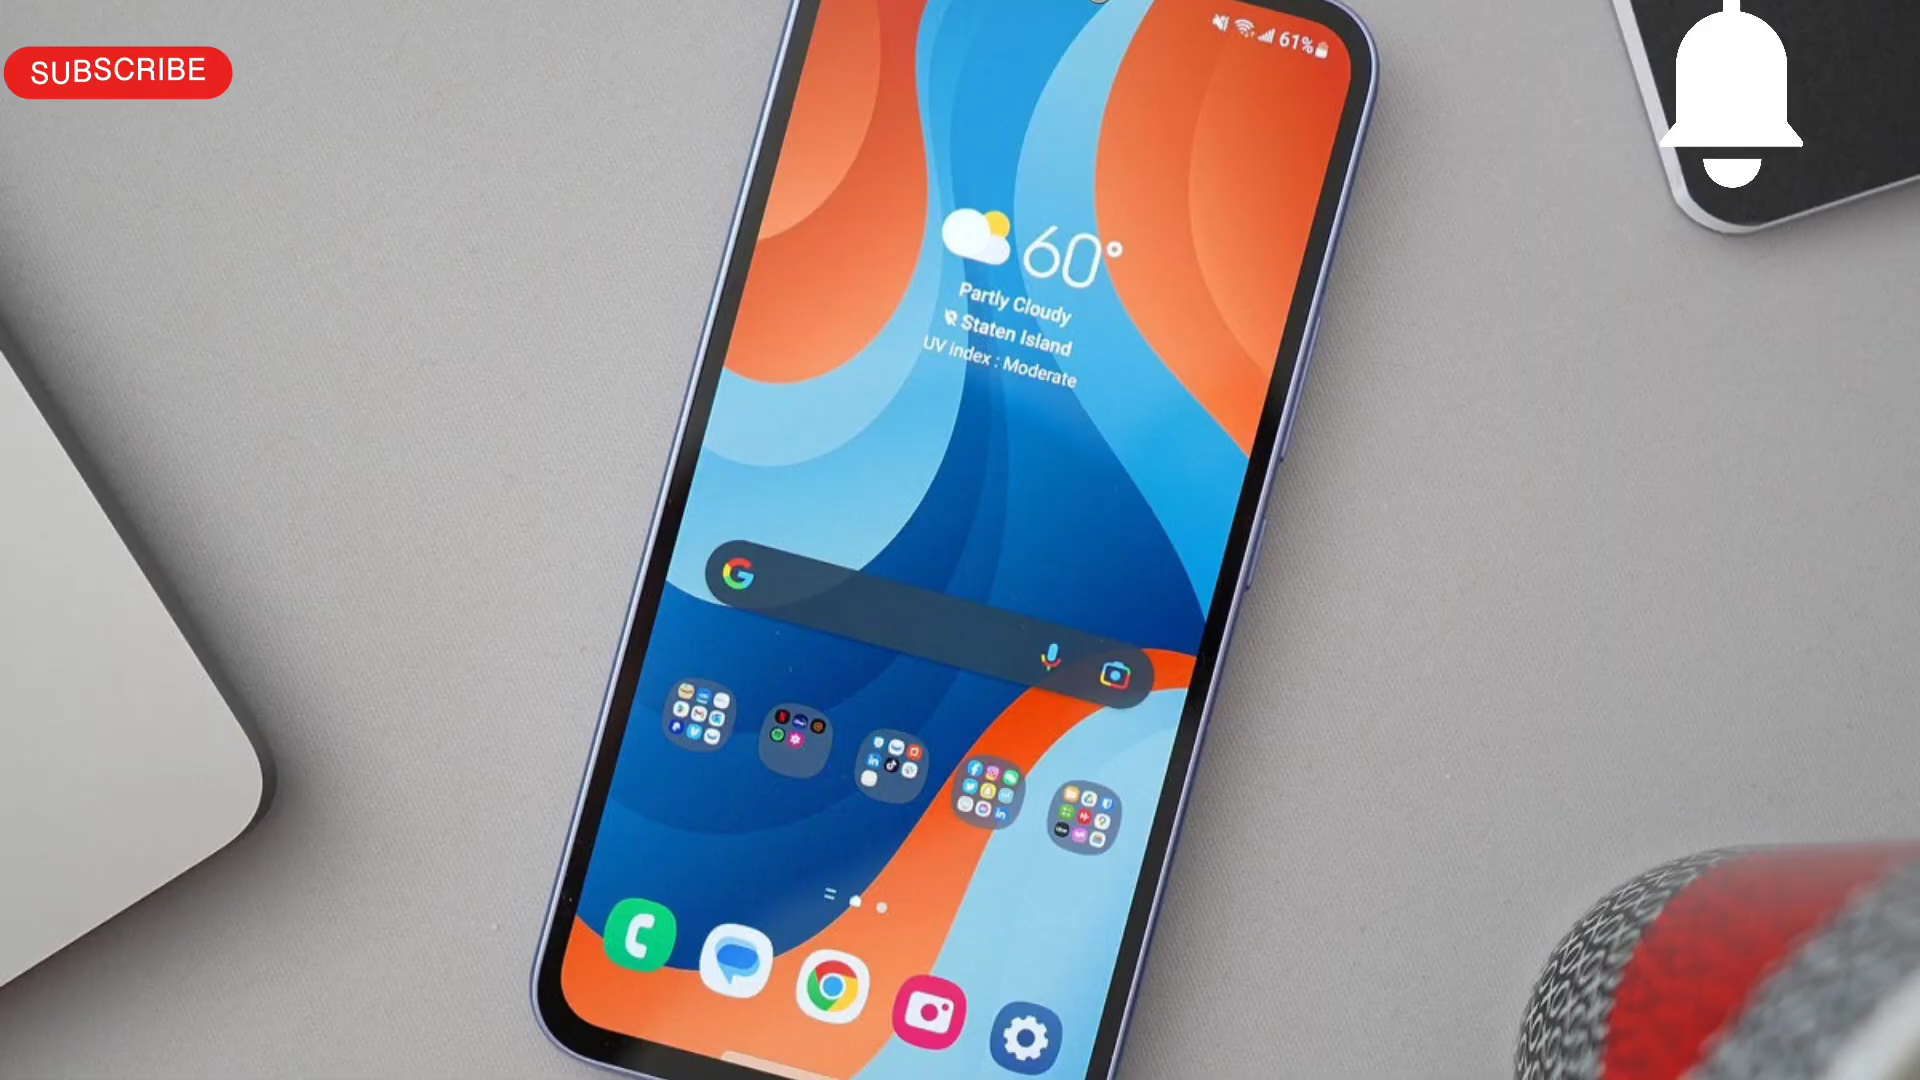 SUBSCRIBE
61%
60°
Partly Cloudy
Staten Island
UV index : Moderate